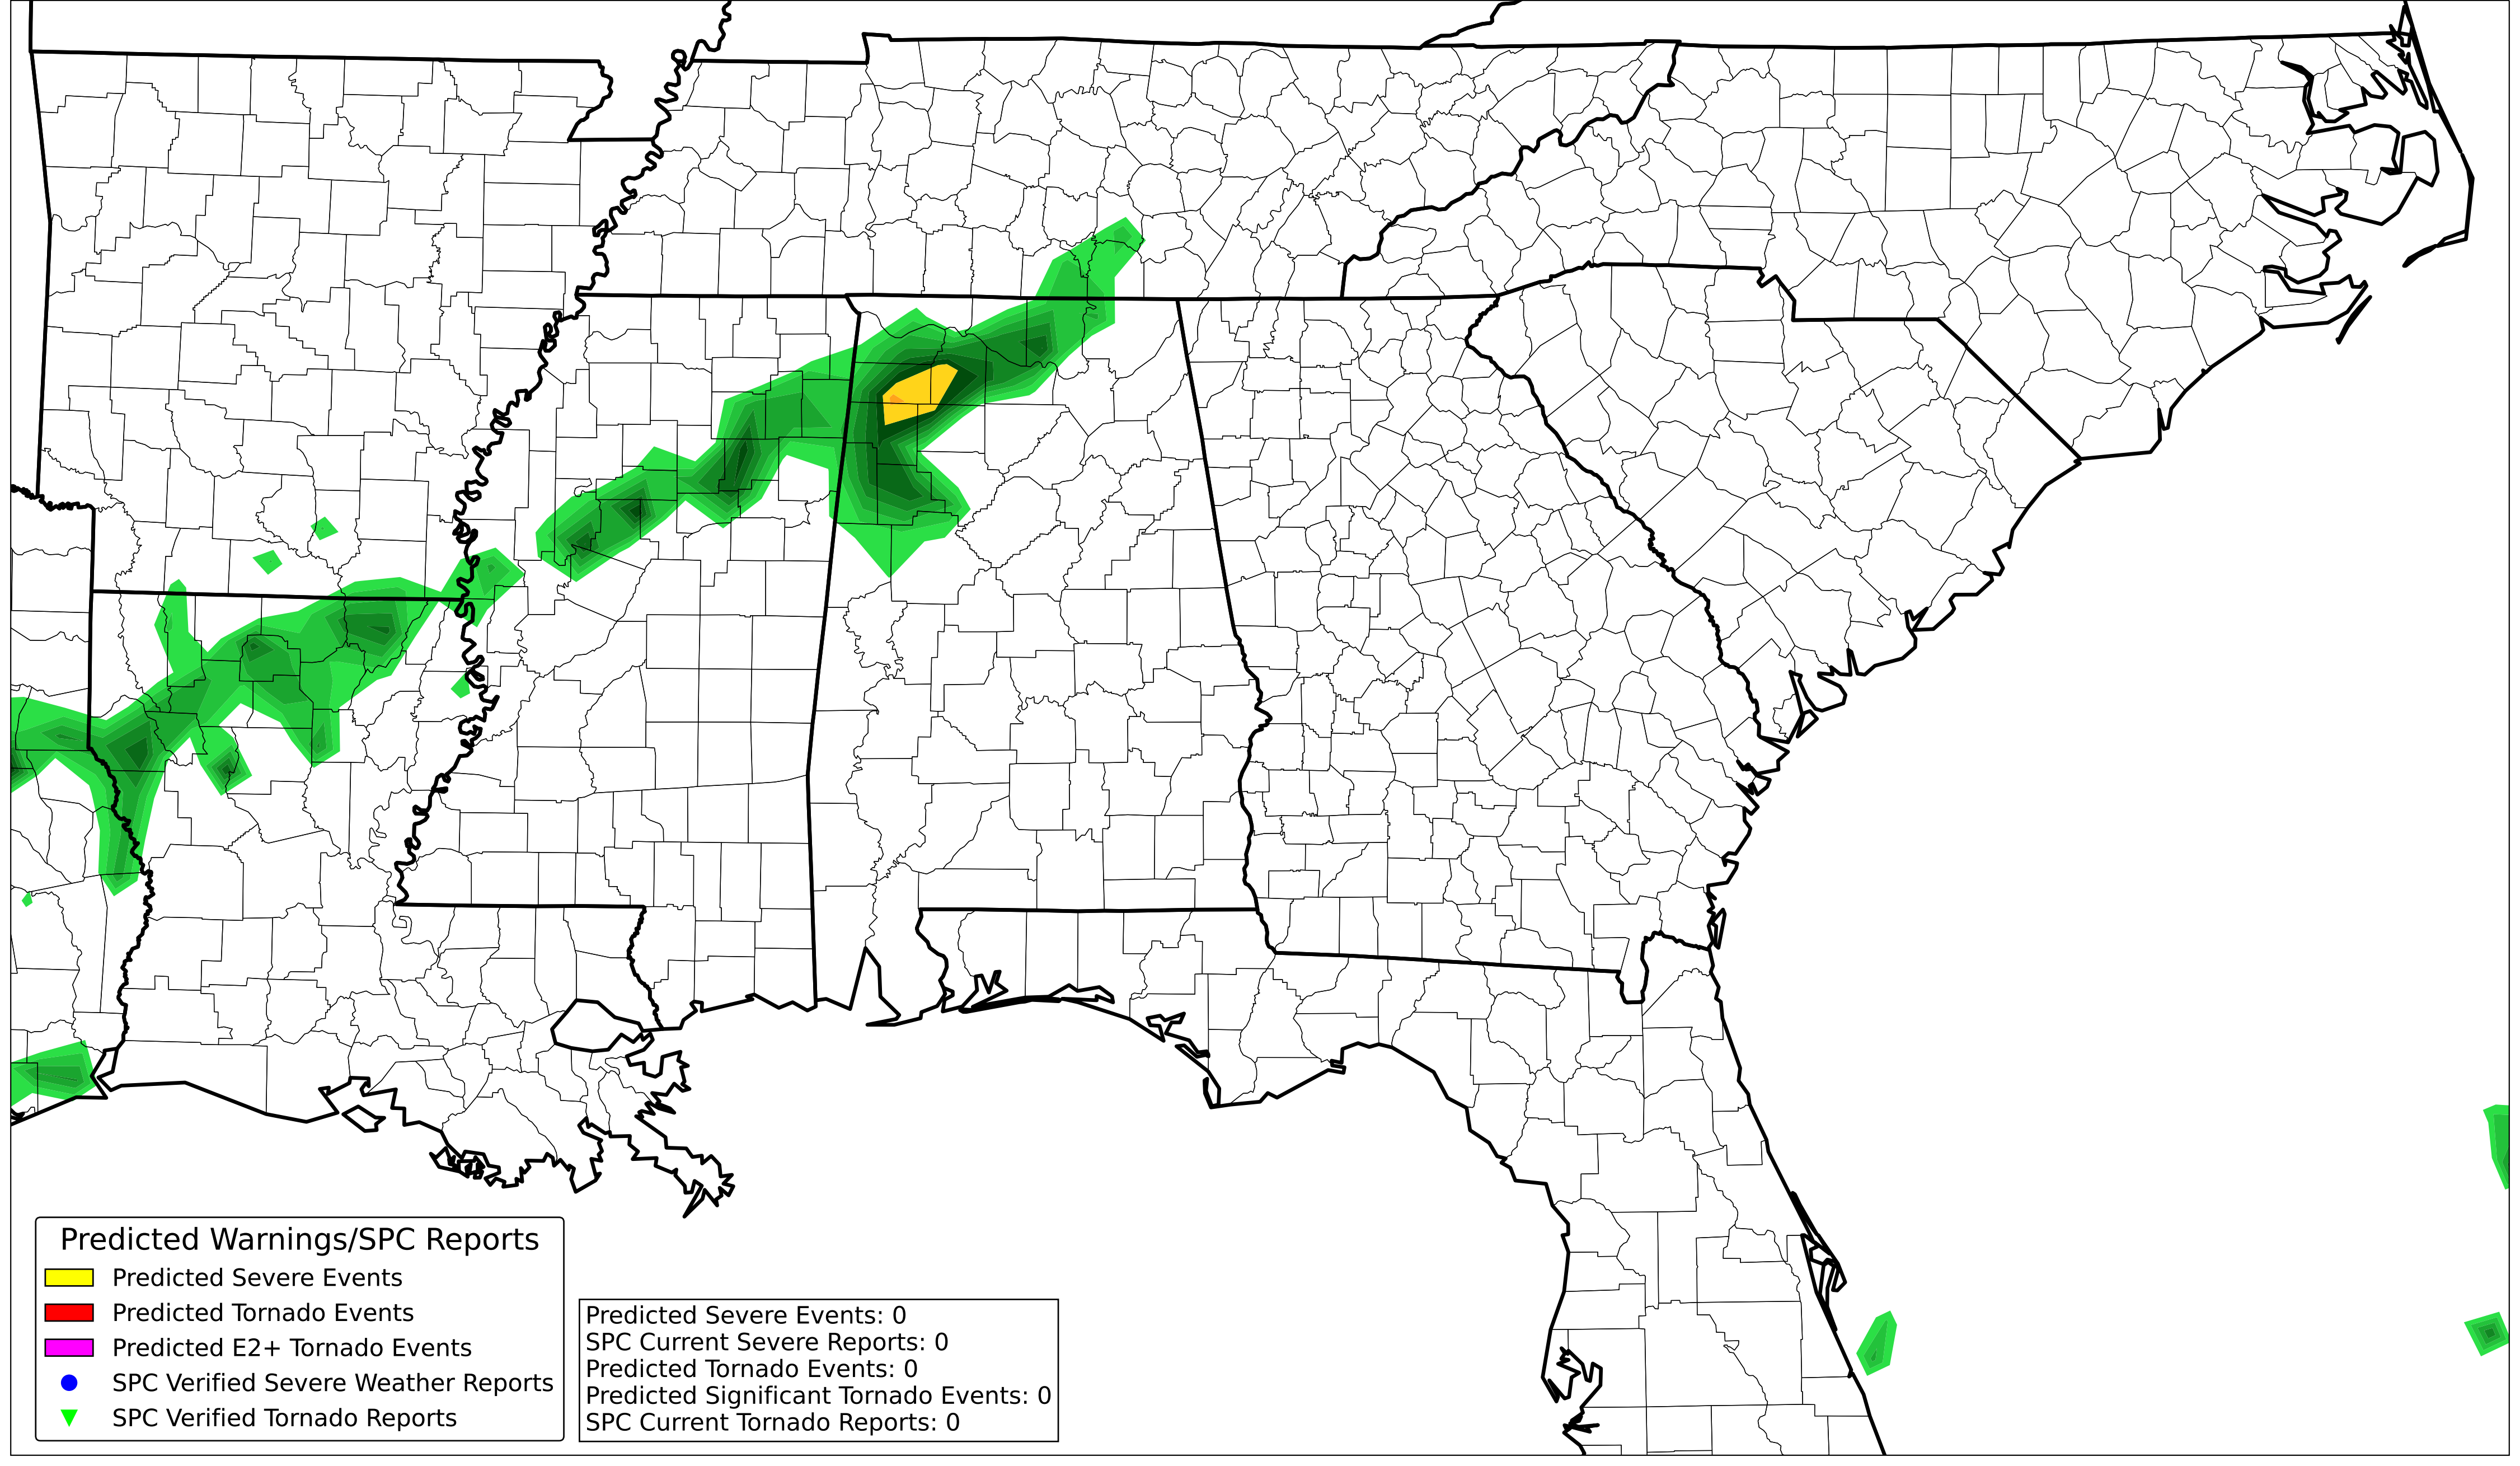 Predicted Warnings/SPC Reports
Predicted Severe Events
Predicted Tornado Events
Predicted E2+ Tornado Events
SPC Verified Severe Weather Reports
SPC Verified Tornado Reports
Predicted Severe Events: 0
SPC Current Severe Reports: 0
Predicted Tornado Events: 0
Predicted Significant Tornado Events: 0
SPC Current Tornado Reports: 0